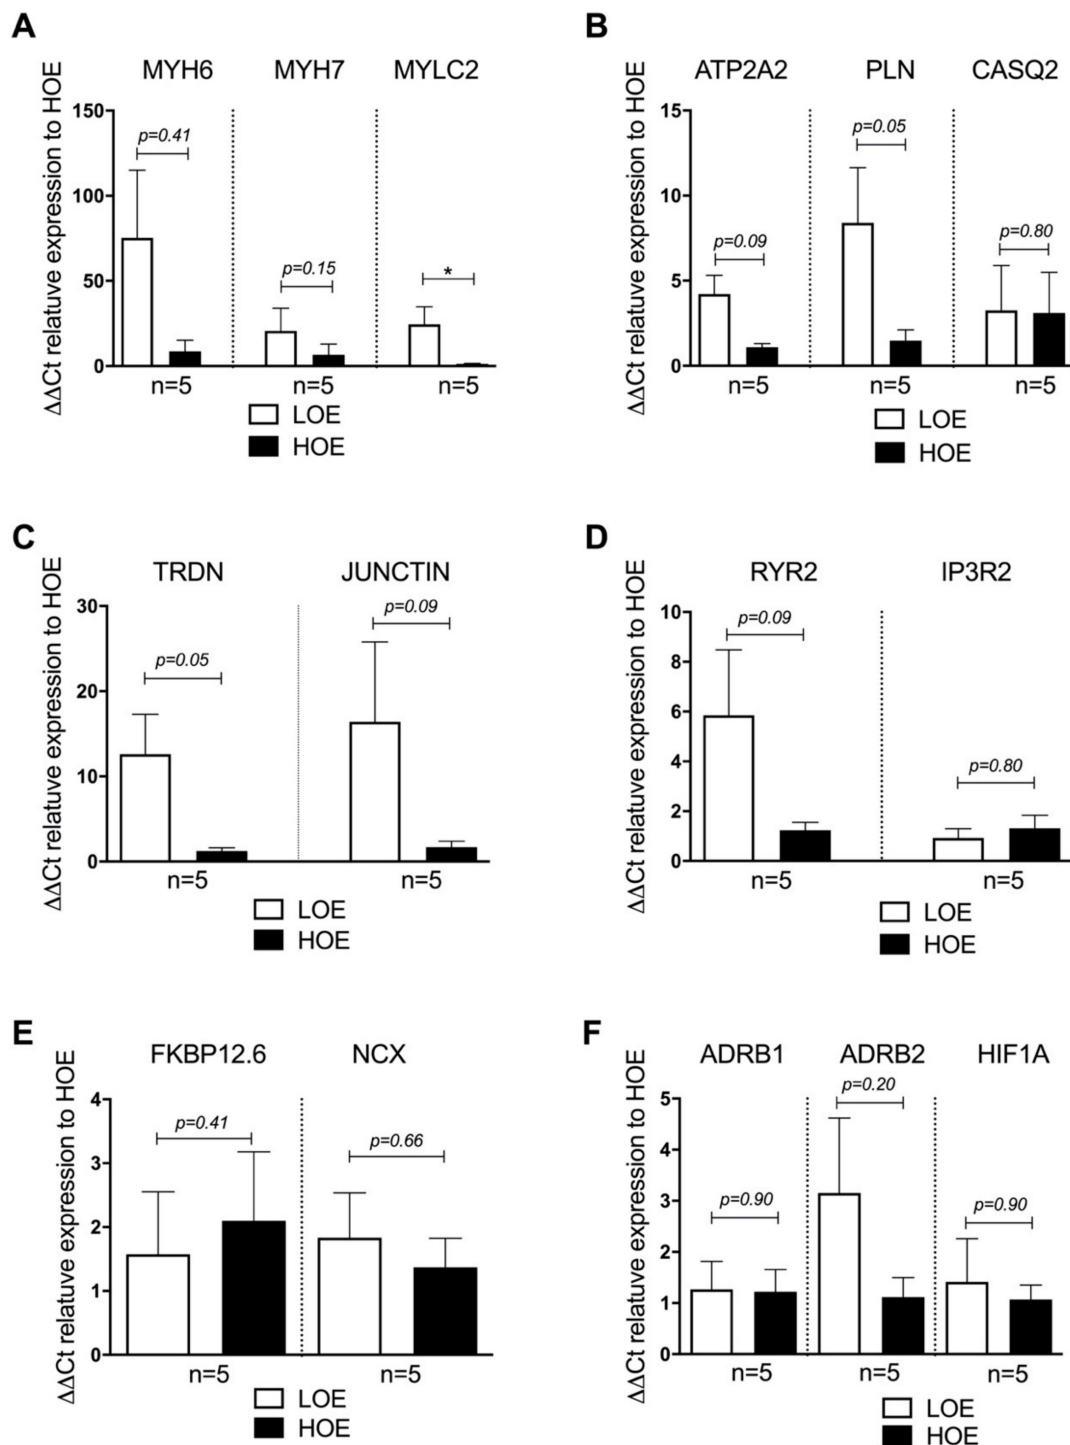 A
MYH6 MYH7 MYLC2
ΔΔCt relative expression to HOE
150
100
50
0
p=0.41
p=0.15
*
n=5 n=5 n=5
LOE
HOE
B
ATP2A2 PLN CASQ2
ΔΔCt relative expression to HOE
15
10
5
0
p=0.09
p=0.05
p=0.80
n=5 n=5 n=5
LOE
HOE
C
TRDN JUNCTIN
ΔΔCt relative expression to HOE
30
20
10
0
p=0.05
p=0.09
n=5 n=5
LOE
HOE
D
RYR2 IP3R2
ΔΔCt relative expression to HOE
10
8
6
4
2
0
p=0.09
p=0.80
n=5 n=5
LOE
HOE
E
FKBP12.6 NCX
ΔΔCt relative expression to HOE
4
3
2
1
0
p=0.41
p=0.66
n=5 n=5
LOE
HOE
F
ADRB1 ADRB2 HIF1A
ΔΔCt relative expression to HOE
5
4
3
2
1
0
p=0.90
p=0.20
p=0.90
n=5 n=5 n=5
LOE
HOE